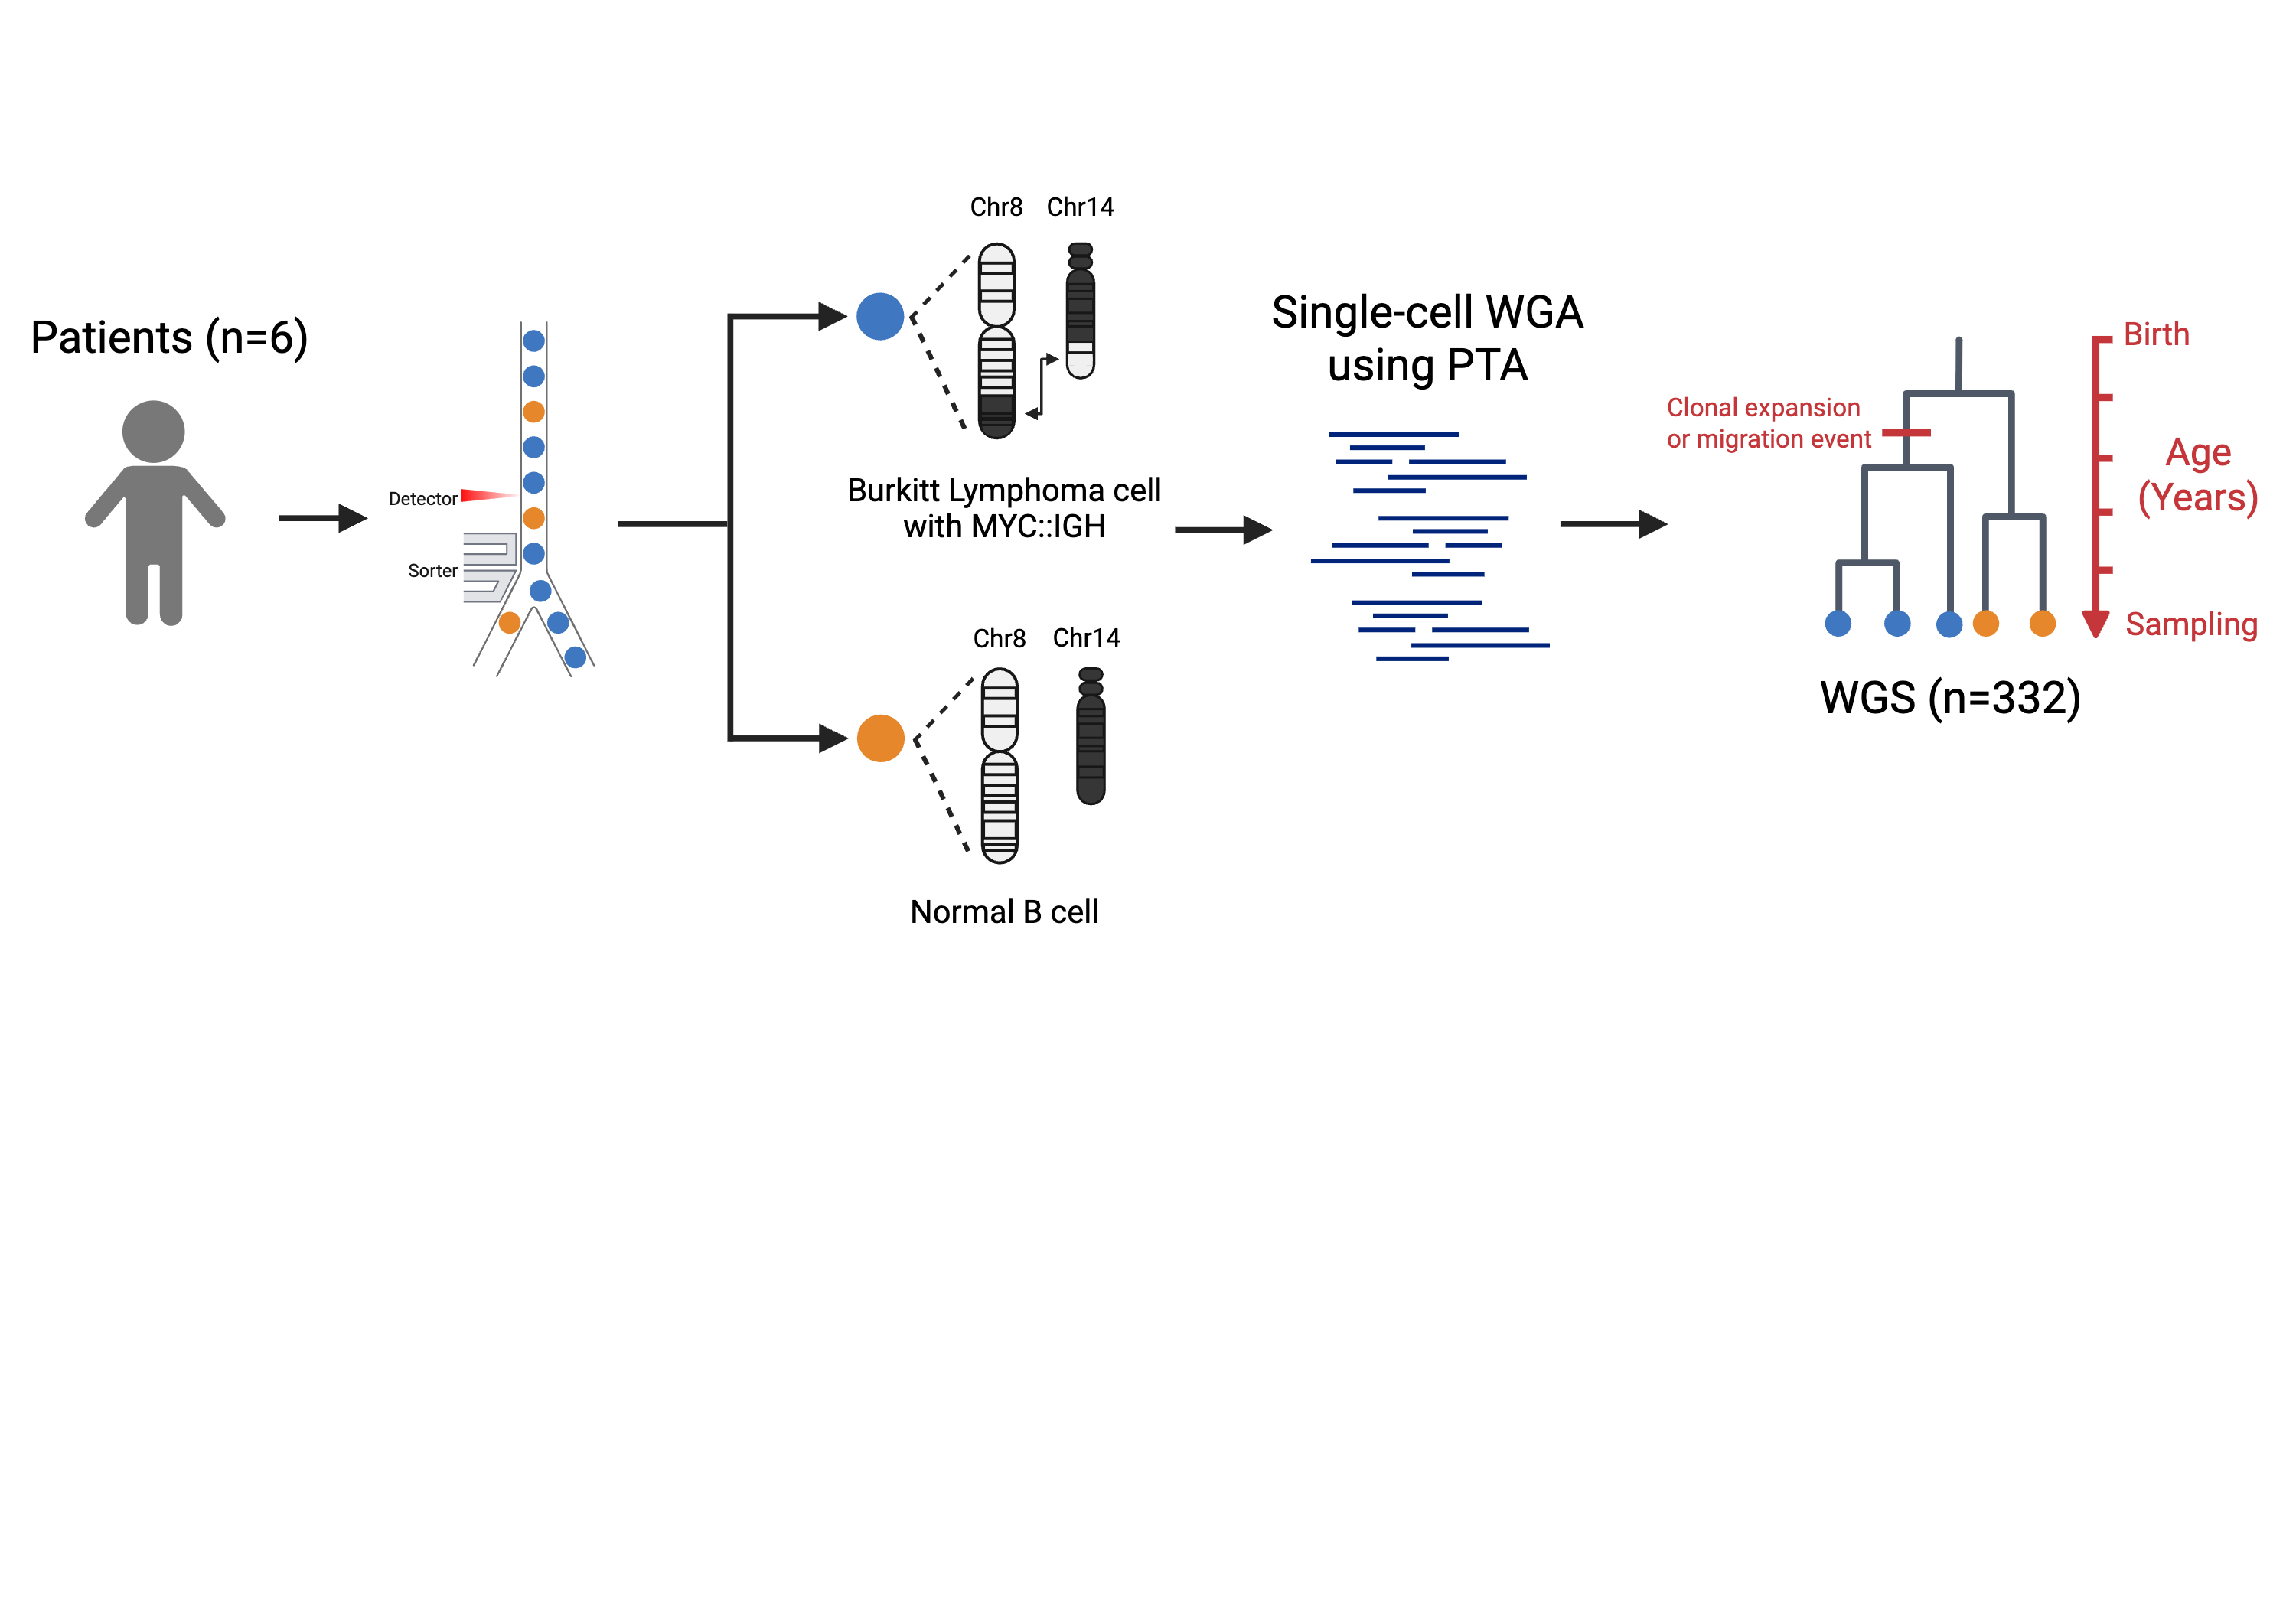 Patients (n=6)
Detector
Sorter
Chr8 Chr14
Burkitt Lymphoma cell
with MYC::IGH
Chr8 Chr14
Normal B cell
Single-cell WGA
using PTA
Clonal expansion
or migration event
Birth
Age
(Years)
Sampling
WGS (n=332)